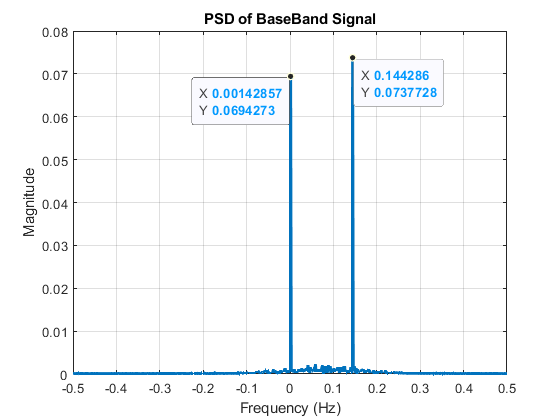 PSD of BaseBand Signal
0.08
0.07
0.06
0.05
0.04
0.03
0.02
0.01
0
Magnitude
X 0.00142857
Y 0.0694273
X 0.144286
Y 0.0737728
-0.5 -0.4 -0.3 -0.2 -0.1 0 0.1 0.2 0.3 0.4 0.5
Frequency (Hz)